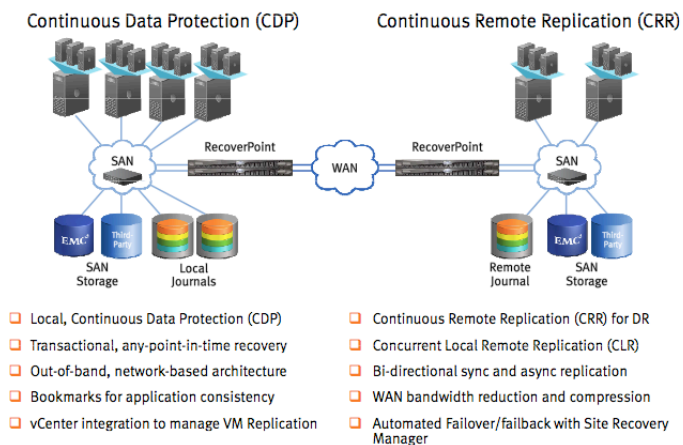 Continuous Data Protection (CDP)
Continuous Remote Replication (CRR)
SAN
RecoverPoint
WAN
RecoverPoint
SAN
EMC²
Third-
Party
SAN
Storage
Local
Journals
Remote
Journal
EMC²
Third-
Party
SAN
Storage
Local, Continuous Data Protection (CDP)
Transactional, any-point-in-time recovery
Out-of-band, network-based architecture
Bookmarks for application consistency
vCenter integration to manage VM Replication
Continuous Remote Replication (CRR) for DR
Concurrent Local Remote Replication (CLR)
Bi-directional sync and async replication
WAN bandwidth reduction and compression
Automated Failover/failback with Site Recovery
Manager